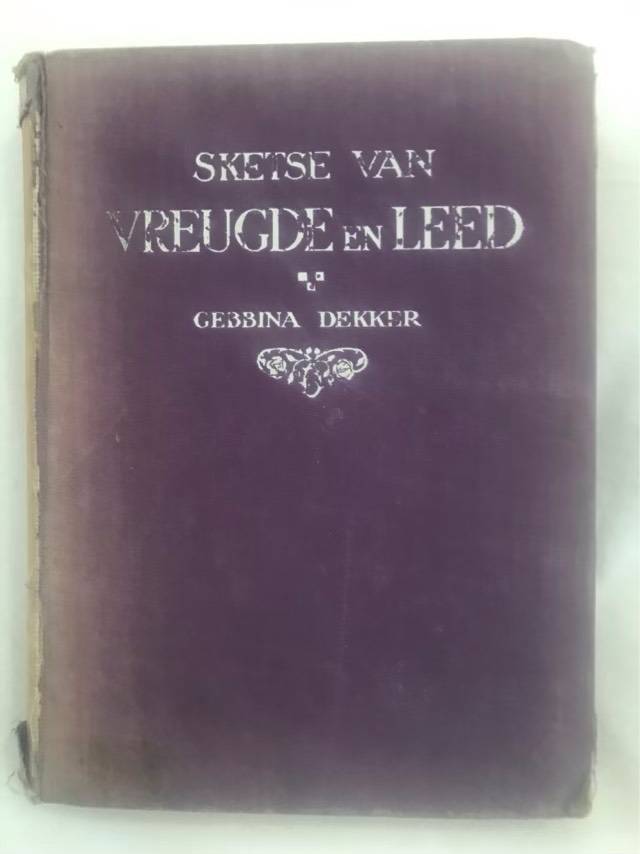 SKETSE VAN
VREUGDE EN LEED
GEBBINA DEKKER